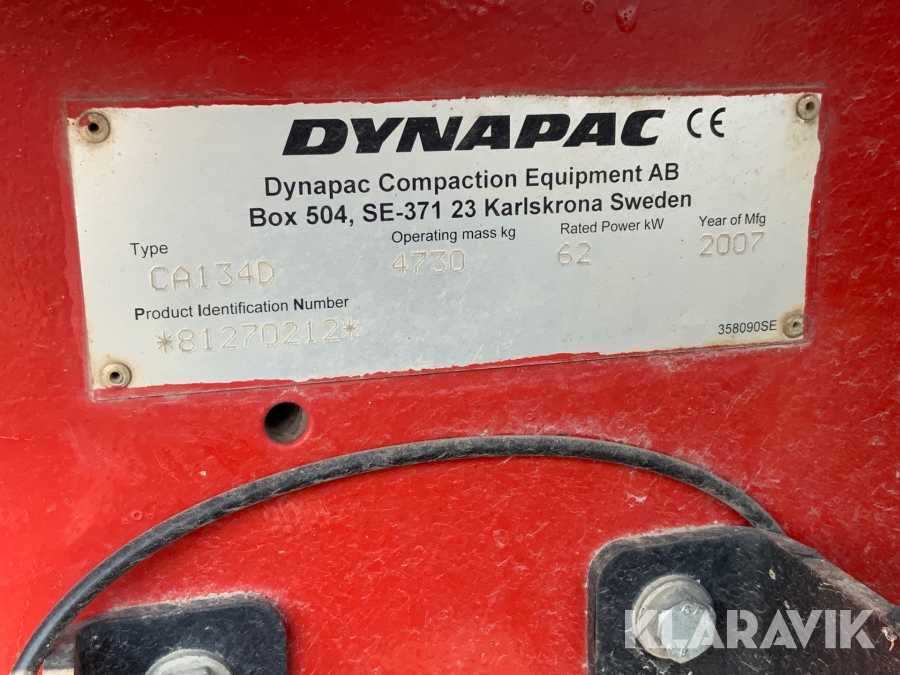 DYNAPAC CE
Dynapac Compaction Equipment AB
Box 504, SE-371 23 Karlskrona Sweden
Type Operating mass kg Rated Power kW Year of Mfg
CA134D 4730 62 2007
Product Identification Number
*81270212*
358090SE
KLARAVIK